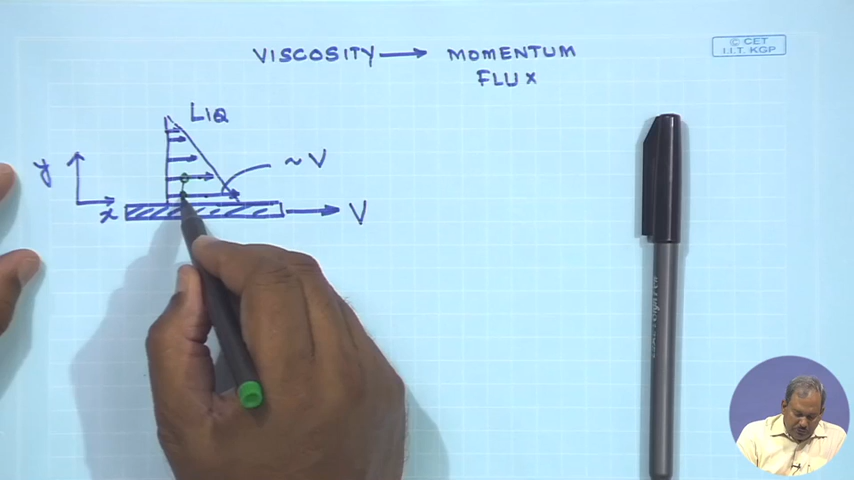 VISCOSITY → MOMENTUM
FLUX
© CET
I.I.T. KGP
LIQ
y
~ V
x
V